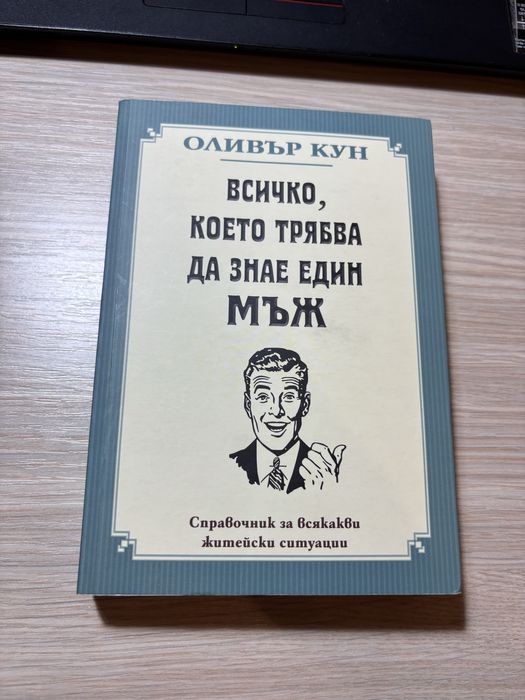 ОЛИВЪР КУН
ВСИЧКО,
КОЕТО ТРЯБВА
ДА ЗНАЕ ЕДИН
МЪЖ
Справочник за всякакви
житейски ситуации